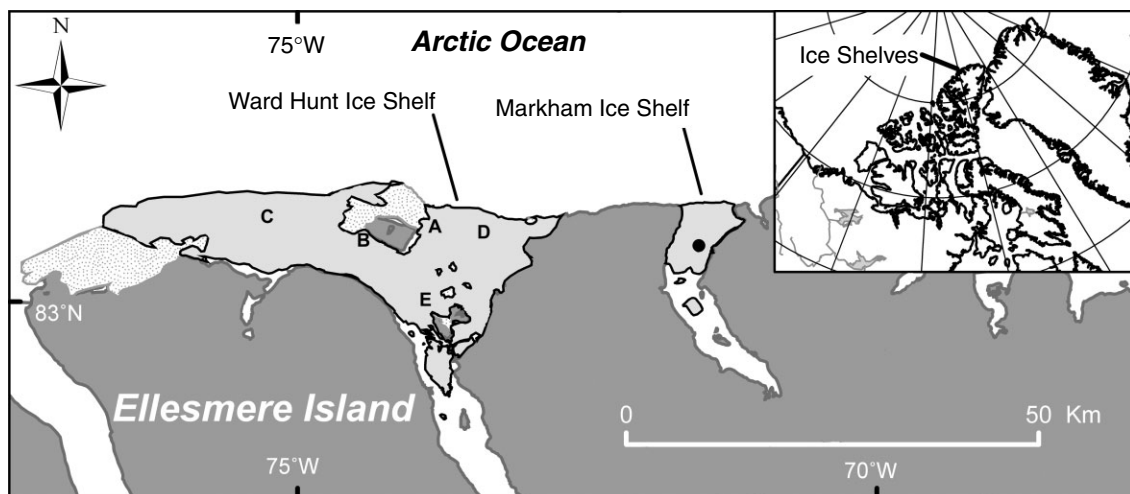 N
75°W
Arctic Ocean
Ice Shelves
Ward Hunt Ice Shelf
Markham Ice Shelf
C
A
D
B
E
83°N
Ellesmere Island
0
50 Km
75°W
70°W